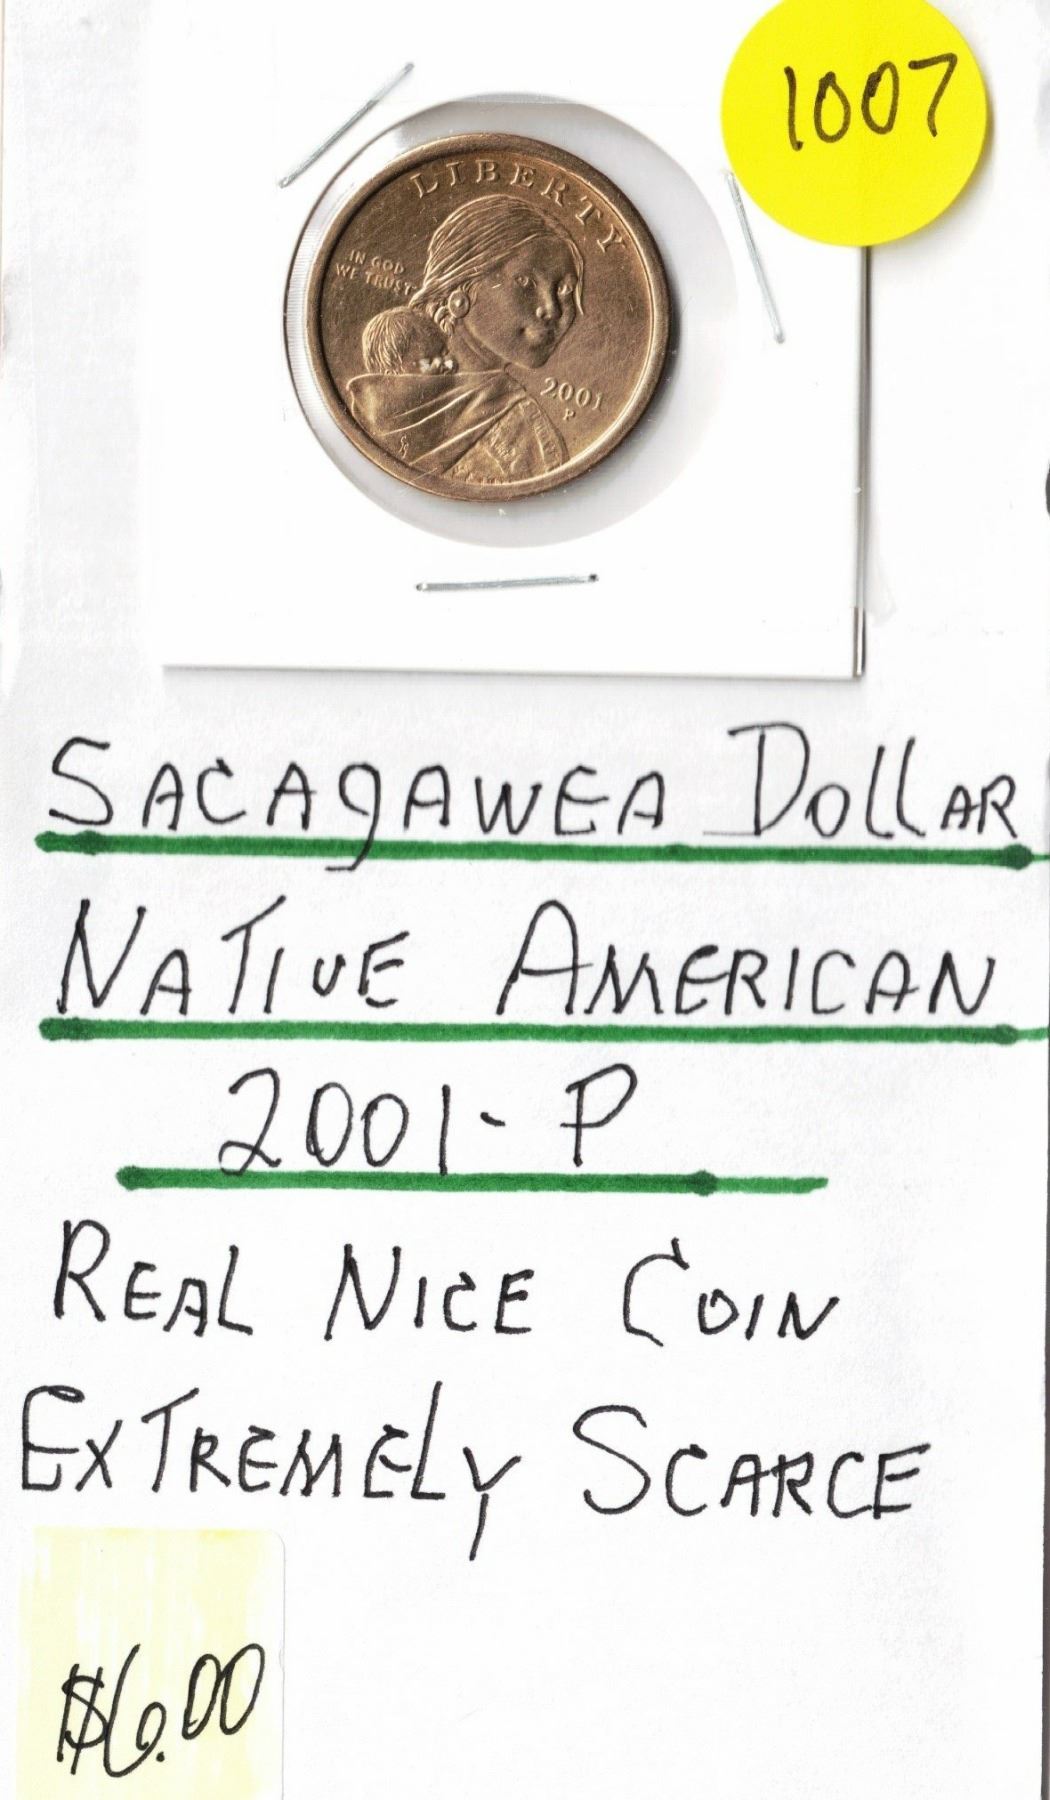 1007
LIBERTY
IN GOD
WE TRUST
2001
P
SACAgAWEA DollAR
NATIVE AMERICAN
2001-P
REAL NICE COIN
EXTREMELy SCARCE
$6.00